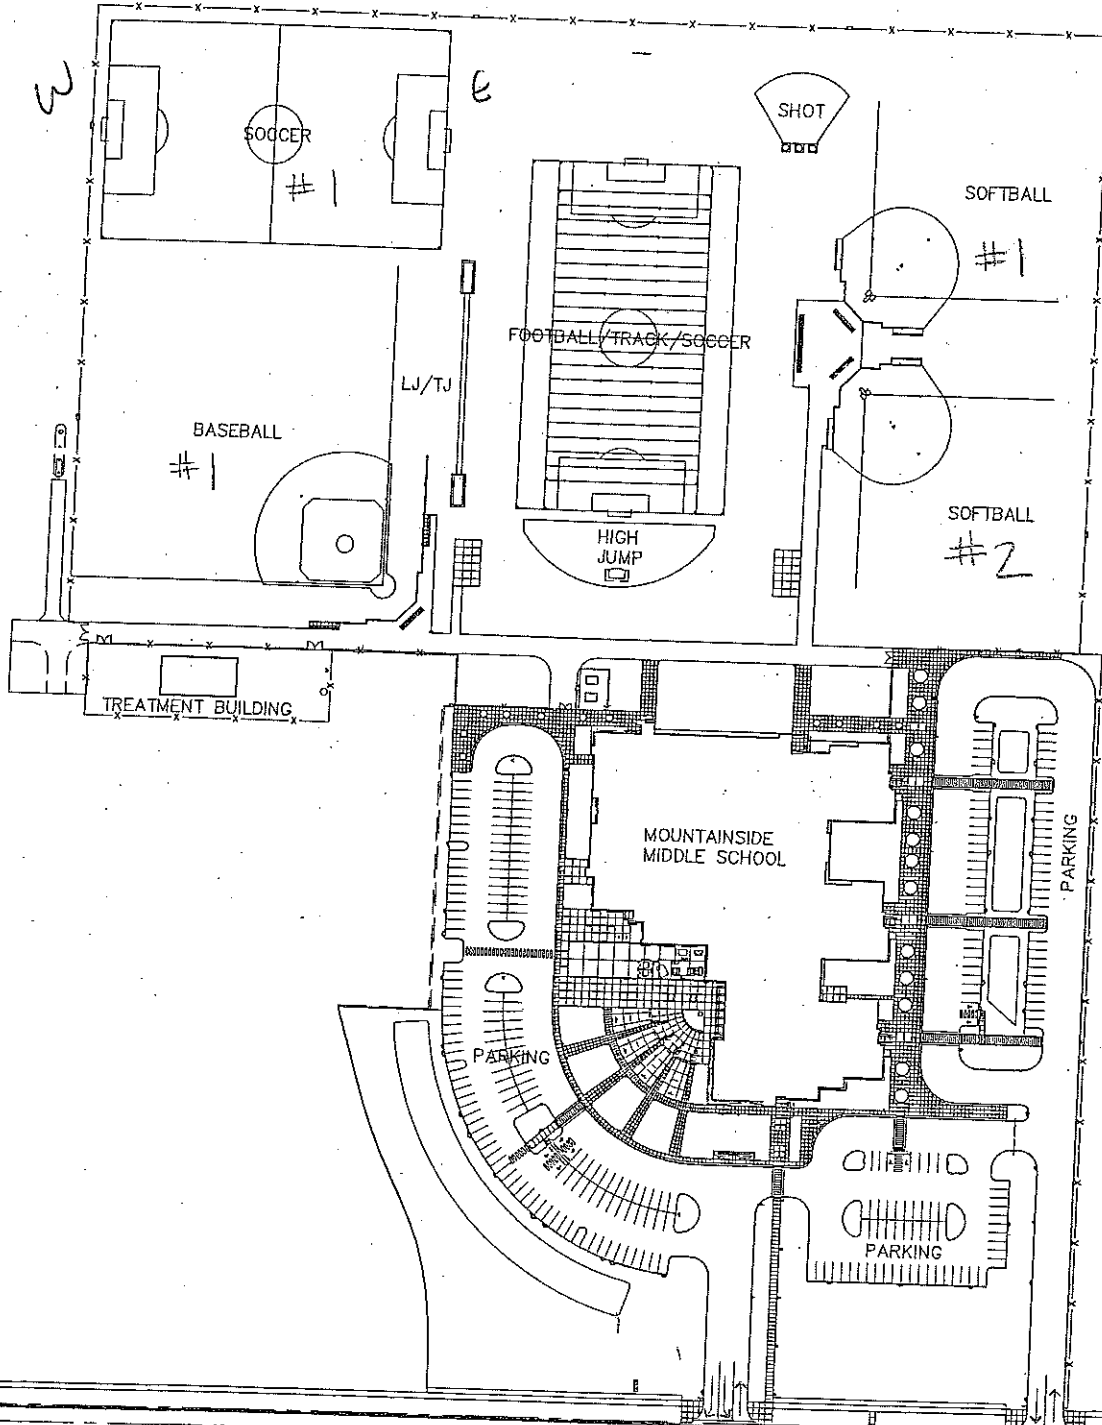 W
E
SOCCER
#1
SHOT
SOFTBALL
#1
FOOTBALL/TRACK/SOCCER
LJ/TJ
BASEBALL
#1
SOFTBALL
#2
HIGH
JUMP
TREATMENT BUILDING
MOUNTAINSIDE
MIDDLE SCHOOL
PARKING
PARKING
PARKING